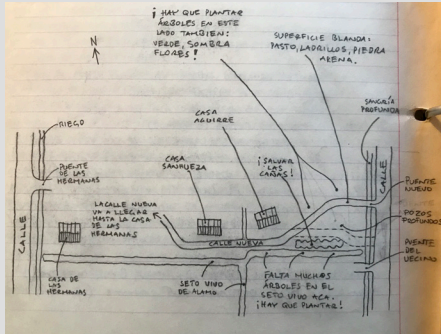 ¡HAY QUE PLANTAR
ÁRBOLES EN ESTE
LADO TAMBIEN:
VERDE, SOMBRA
FLORES!
SUPERFICIE BLANDA:
PASTO, LADRILLOS, PIEDRA
ARENA.
N
SANGRÍA
PROFUNDA
RIEGO
CASA
AGUIRRE
PUENTE
DE LAS
HERMANAS
CASA
SANHUEZA
¡SALVAR
LAS
CAÑAS!
CALLE
PUENTE
NUEVO
LA CALLE NUEVA
VA A LLEGAR
HASTA LA CASA
DE LAS
HERMANAS
POZOS
PROFUNDOS
CALLE
CALLE NUEVA
PUENTE
DEL
VECINO
CASA DE
LAS
HERMANAS
SETO VIVO
DE ALAMO
FALTA MUCHOS
ÁRBOLES EN EL
SETO VIVO ACA.
¡HAY QUE PLANTAR!